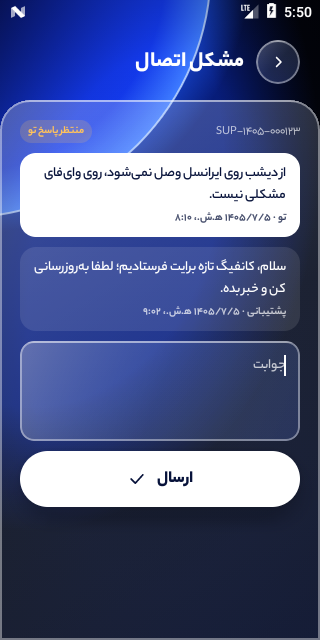 5:50
LTE
مشکل اتصال
SUP-۱۴۰۵-۰۰۰۱۲۳
منتظر پاسخ تو
از دیشب روی ایرانسل وصل نمی‌شود، روی وای‌فای
مشکلی نیست.
تو · ۱۴۰۵/۷/۵ ه‍.ش.، ۸:۱۰
سلام، کانفیگ تازه برایت فرستادیم؛ لطفا به‌روزرسانی
کن و خبر بده.
پشتیبانی · ۱۴۰۵/۷/۵ ه‍.ش.، ۹:۰۲
جوابت
ارسال